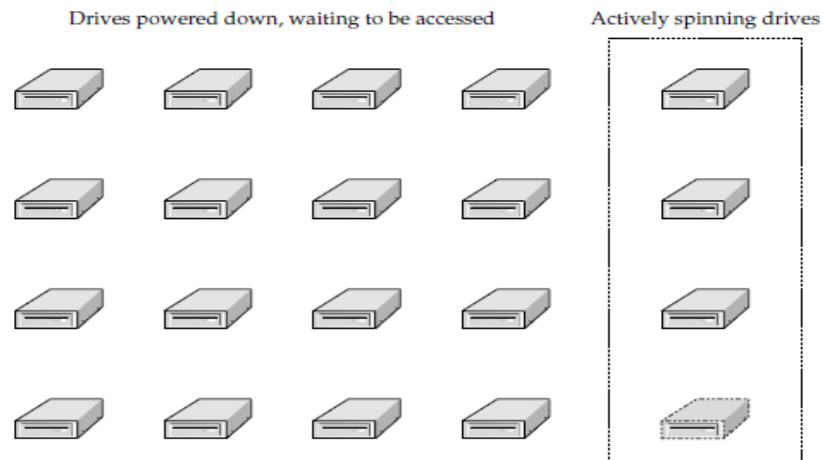 Drives powered down, waiting to be accessed
Actively spinning drives